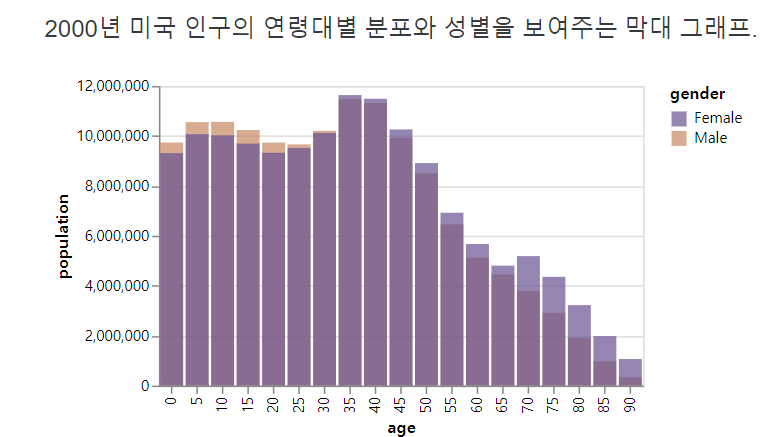 2000년 미국 인구의 연령대별 분포와 성별을 보여주는 막대 그래프.
12,000,000
10,000,000
8,000,000
6,000,000
4,000,000
2,000,000
0
population
0 5 10 15 20 25 30 35 40 45 50 55 60 65 70 75 80 85 90
age
gender
Female
Male